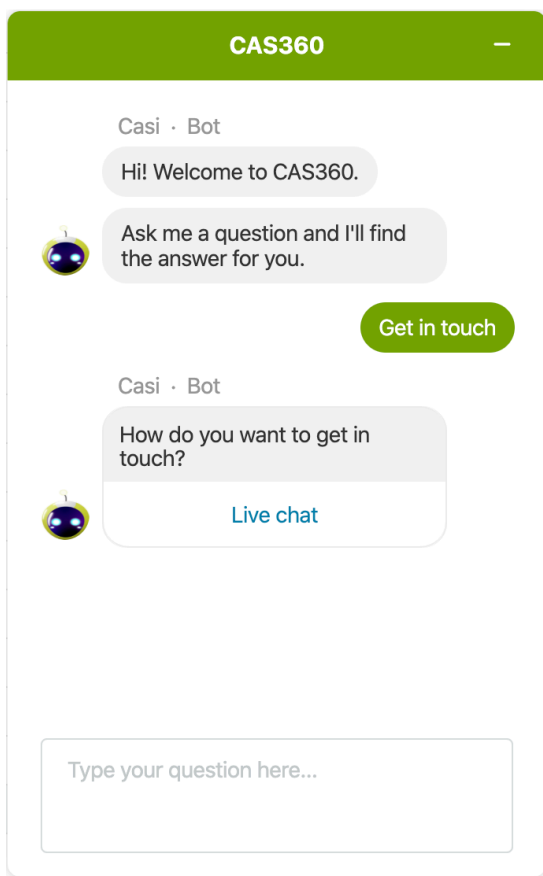 CAS360
Casi · Bot
Hi! Welcome to CAS360.
Ask me a question and I'll find
the answer for you.
Get in touch
Casi · Bot
How do you want to get in
touch?
Live chat
Type your question here...